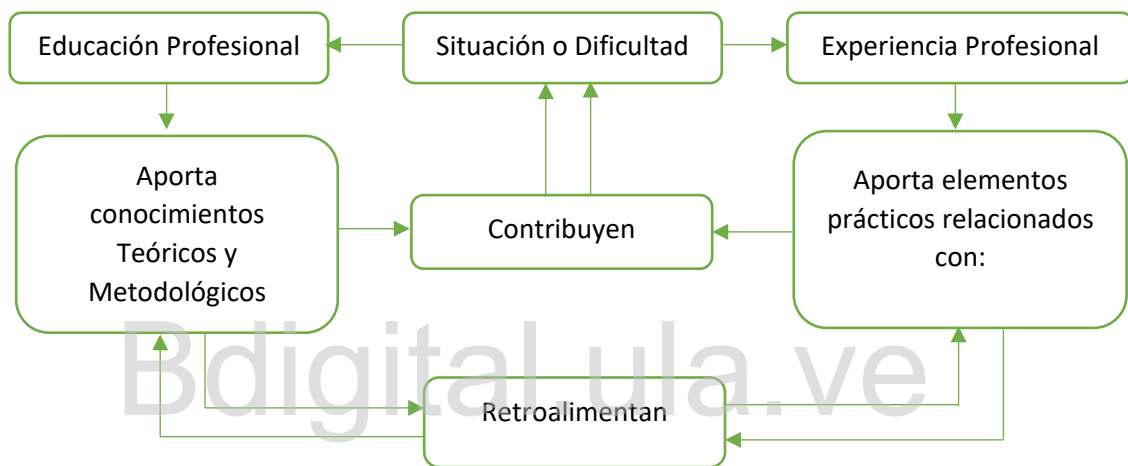 Educación Profesional
Situación o Dificultad
Experiencia Profesional
Aporta
conocimientos
Teóricos y
Metodológicos
Contribuyen
Aporta elementos
prácticos relacionados
con:
Bdigital.ula.ve
Retroalimentan